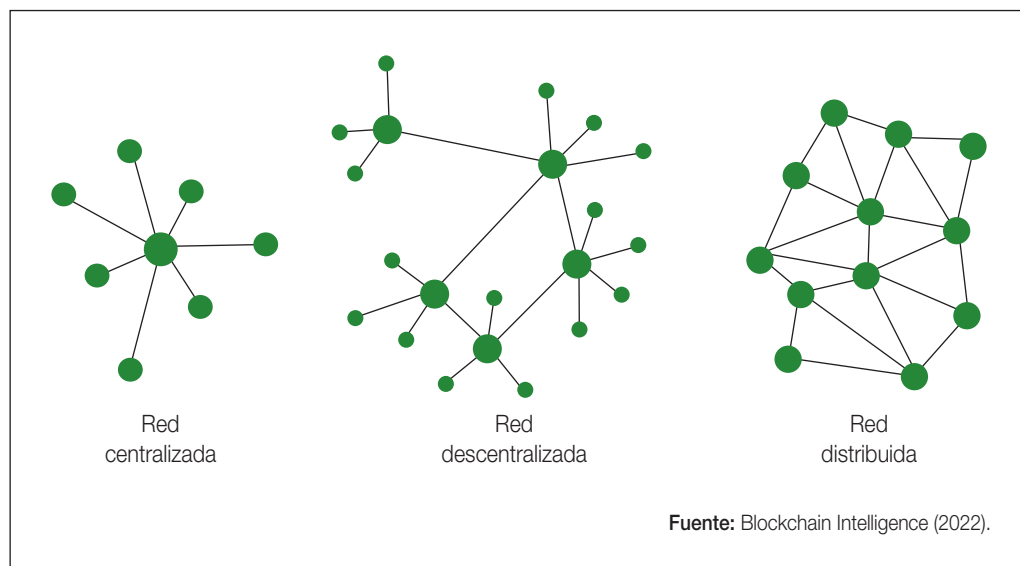 Red
centralizada
Red
descentralizada
Red
distribuida
Fuente: Blockchain Intelligence (2022).